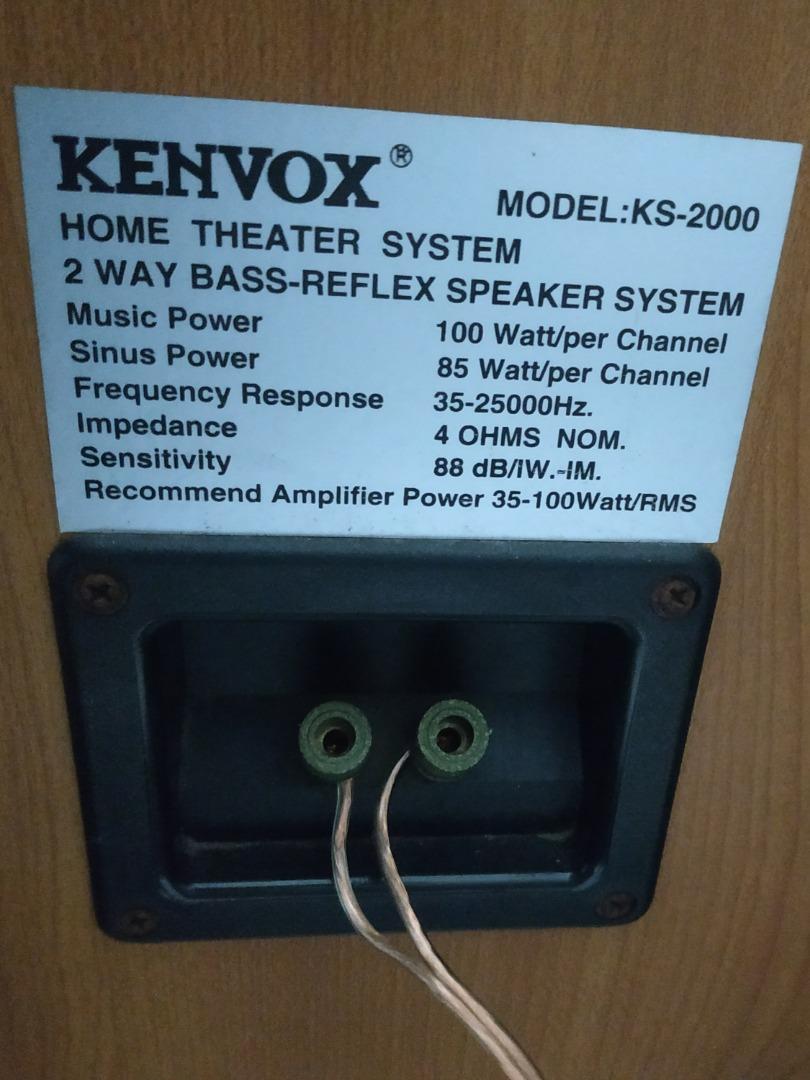 KENVOX®
MODEL:KS-2000
HOME THEATER SYSTEM
2 WAY BASS-REFLEX SPEAKER SYSTEM
Music Power 100 Watt/per Channel
Sinus Power 85 Watt/per Channel
Frequency Response 35-25000Hz.
Impedance 4 OHMS NOM.
Sensitivity 88 dB/IW.-IM.
Recommend Amplifier Power 35-100Watt/RMS